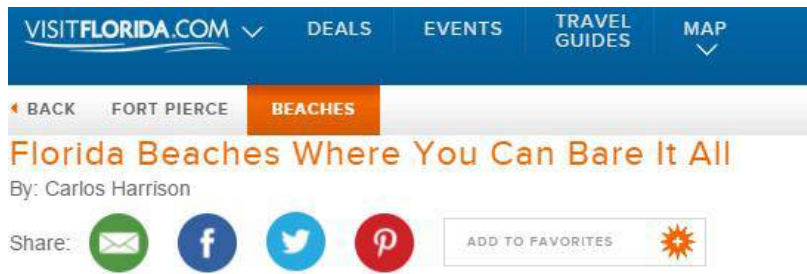 VISITFLORIDA.COM DEALS EVENTS TRAVEL GUIDES MAP
BACK FORT PIERCE BEACHES
Florida Beaches Where You Can Bare It All
By: Carlos Harrison
Share: f ADD TO FAVORITES